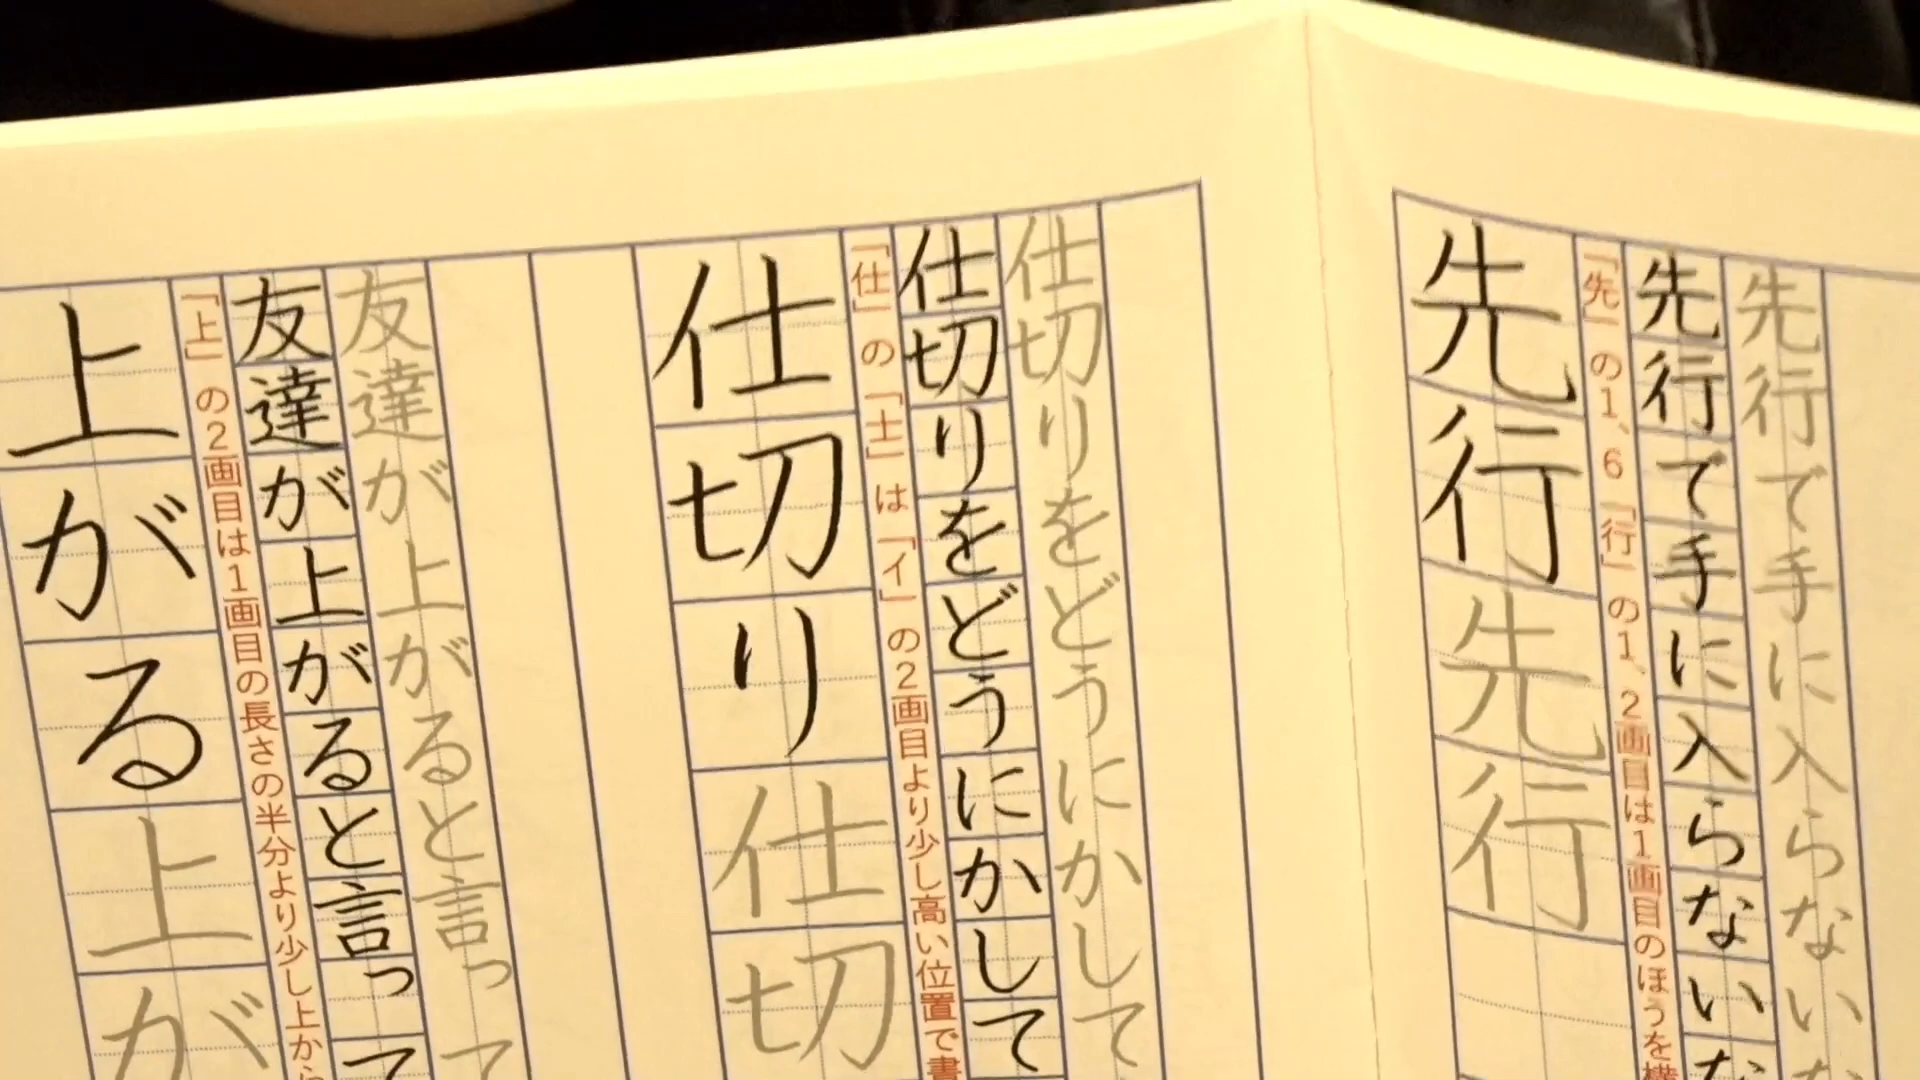 先行先行
「先」の1、6「行」の1、2画目は1画目のほうを
先行で手に入らないな
先行で手に入らないな
仕切り仕切
「仕」の「士」は「イ」の2画目より少し高い位置で書
仕切りをどうにかして
仕切りをどうにかして
上がる上が
「上」の2画目は1画目の長さの半分より少し上から
友達が上がると言って
友達が上がると言って